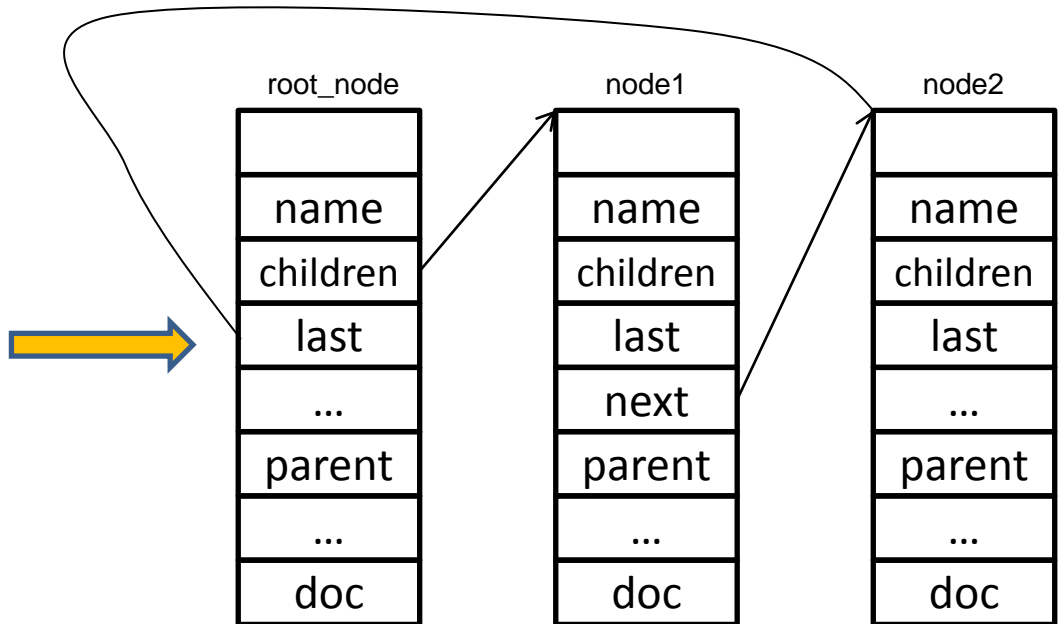 root_node node1 node2
name name name
children children children
last last last
... next ...
parent parent parent
... ... ...
doc doc doc